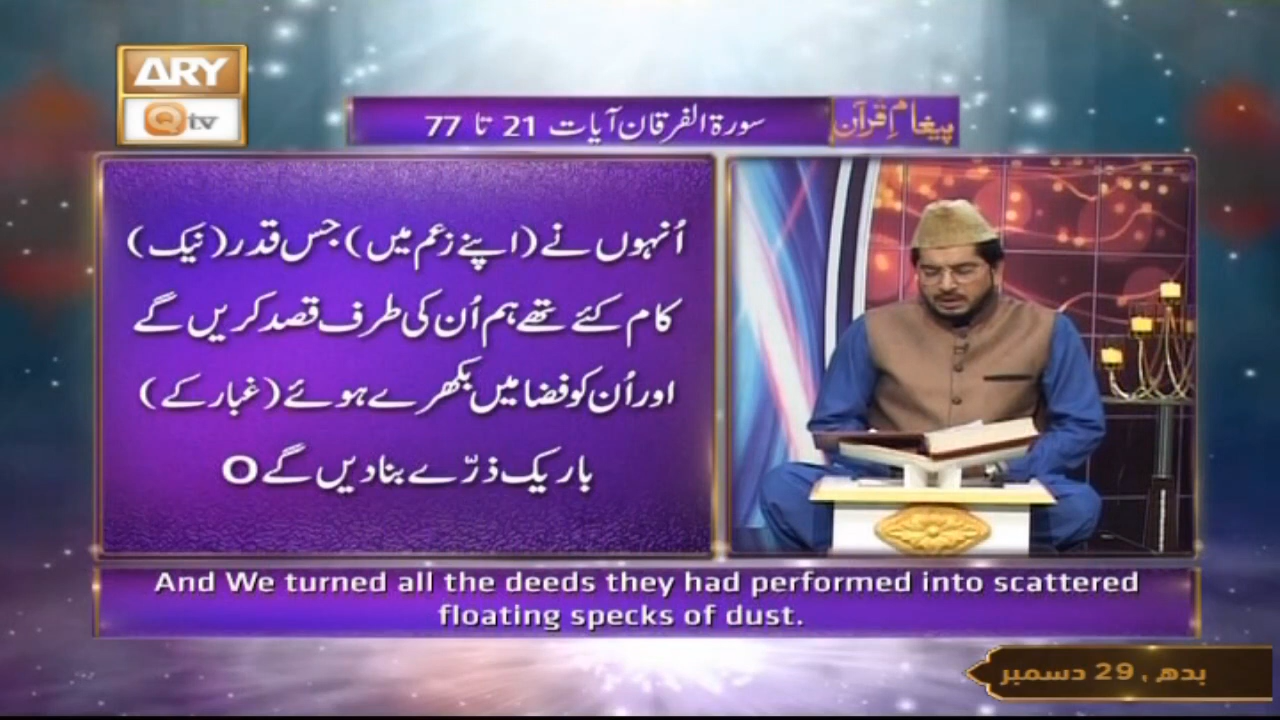 ARY
Qtv
پیغامِ قرآن
سورۃ الفرقان آیات 21 تا 77
اُنہوں نے (اپنے زعم میں) جس قدر (نیک)
کام کئے تھے ہم اُن کی طرف قصد کریں گے
اور اُن کو فضا میں بکھرے ہوئے (غبار کے)
باریک ذرّے بنا دیں گے O
And We turned all the deeds they had performed into scattered
floating specks of dust.
بدھ , 29 دسمبر